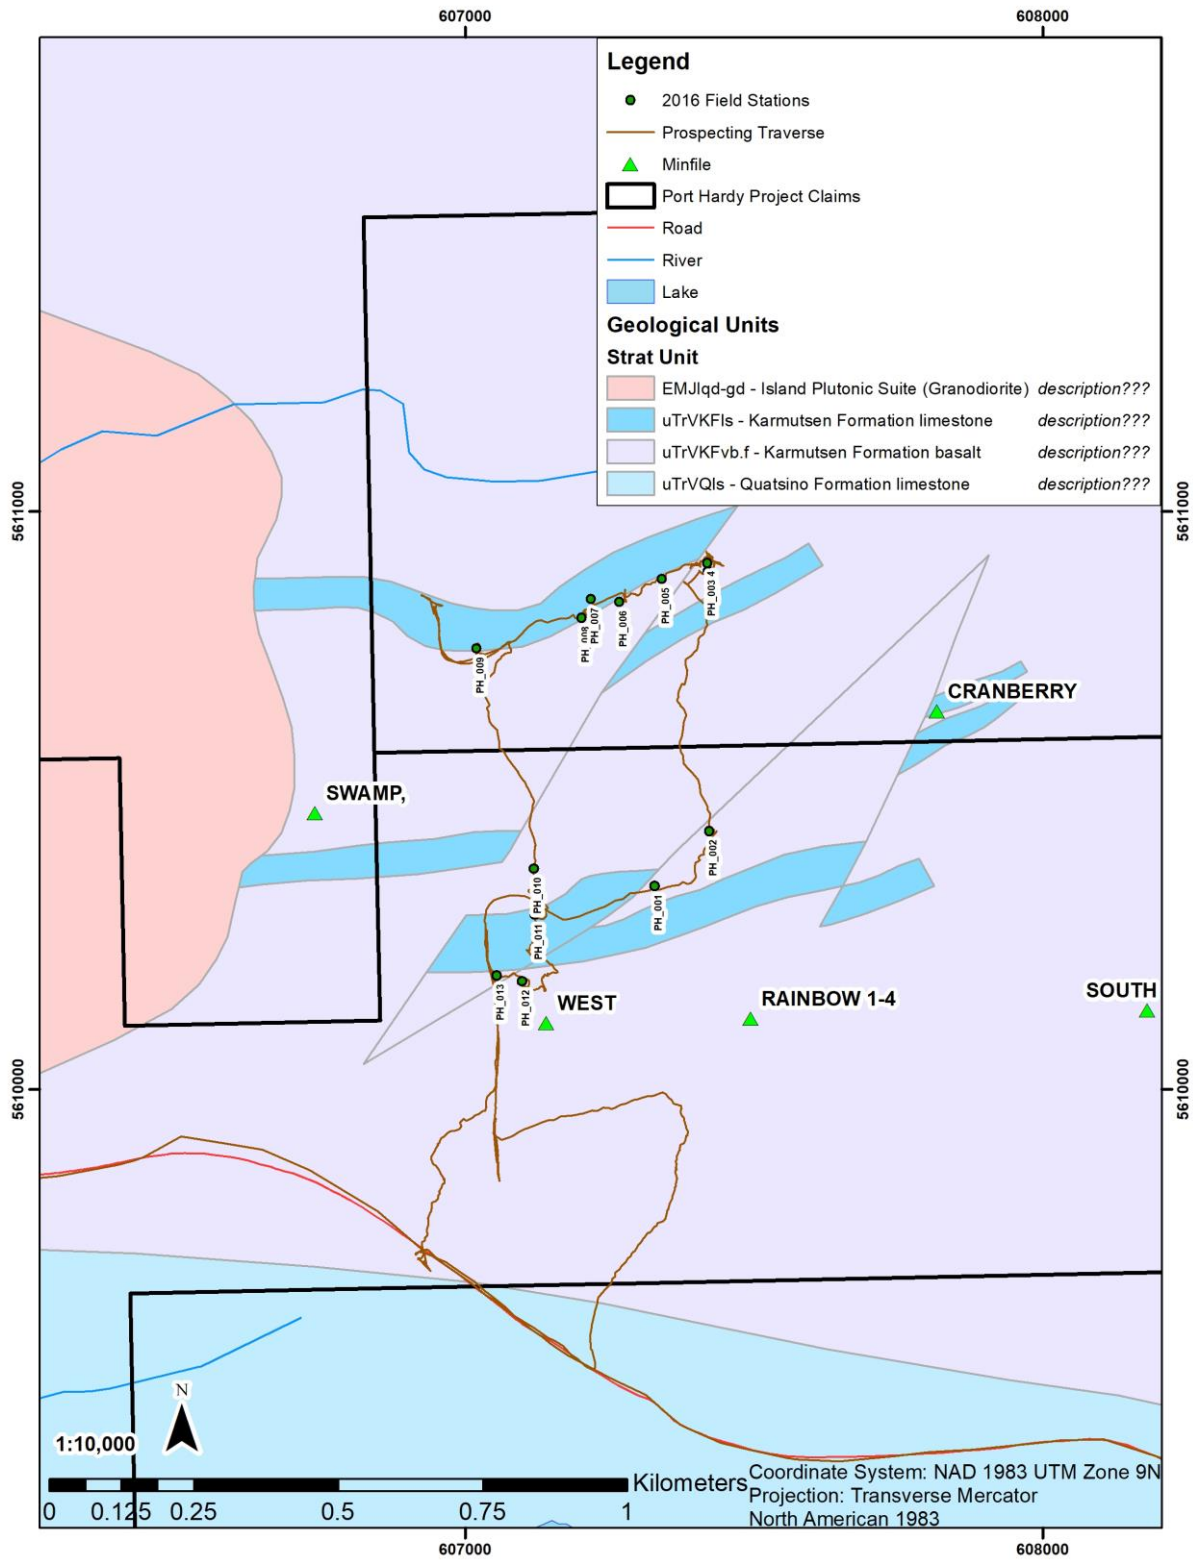 607000
608000
Legend
2016 Field Stations
Prospecting Traverse
Minfile
Port Hardy Project Claims
Road
River
Lake
Geological Units
Strat Unit
EMJIqd-gd - Island Plutonic Suite (Granodiorite) description???
uTrVKFls - Karmutsen Formation limestone description???
uTrVKFvb.f - Karmutsen Formation basalt description???
uTrVQls - Quatsino Formation limestone description???
5611000
5611000
PH_003 4
PH_005
PH_006
PH_007
PH_008
PH_009
CRANBERRY
SWAMP,
PH_002
PH_001
PH_010
PH_011
PH_012
PH_013
WEST
RAINBOW 1-4
SOUTH
5610000
5610000
N
1:10,000
Kilometers
0 0.125 0.25 0.5 0.75 1
Coordinate System: NAD 1983 UTM Zone 9N
Projection: Transverse Mercator
North American 1983
607000
608000